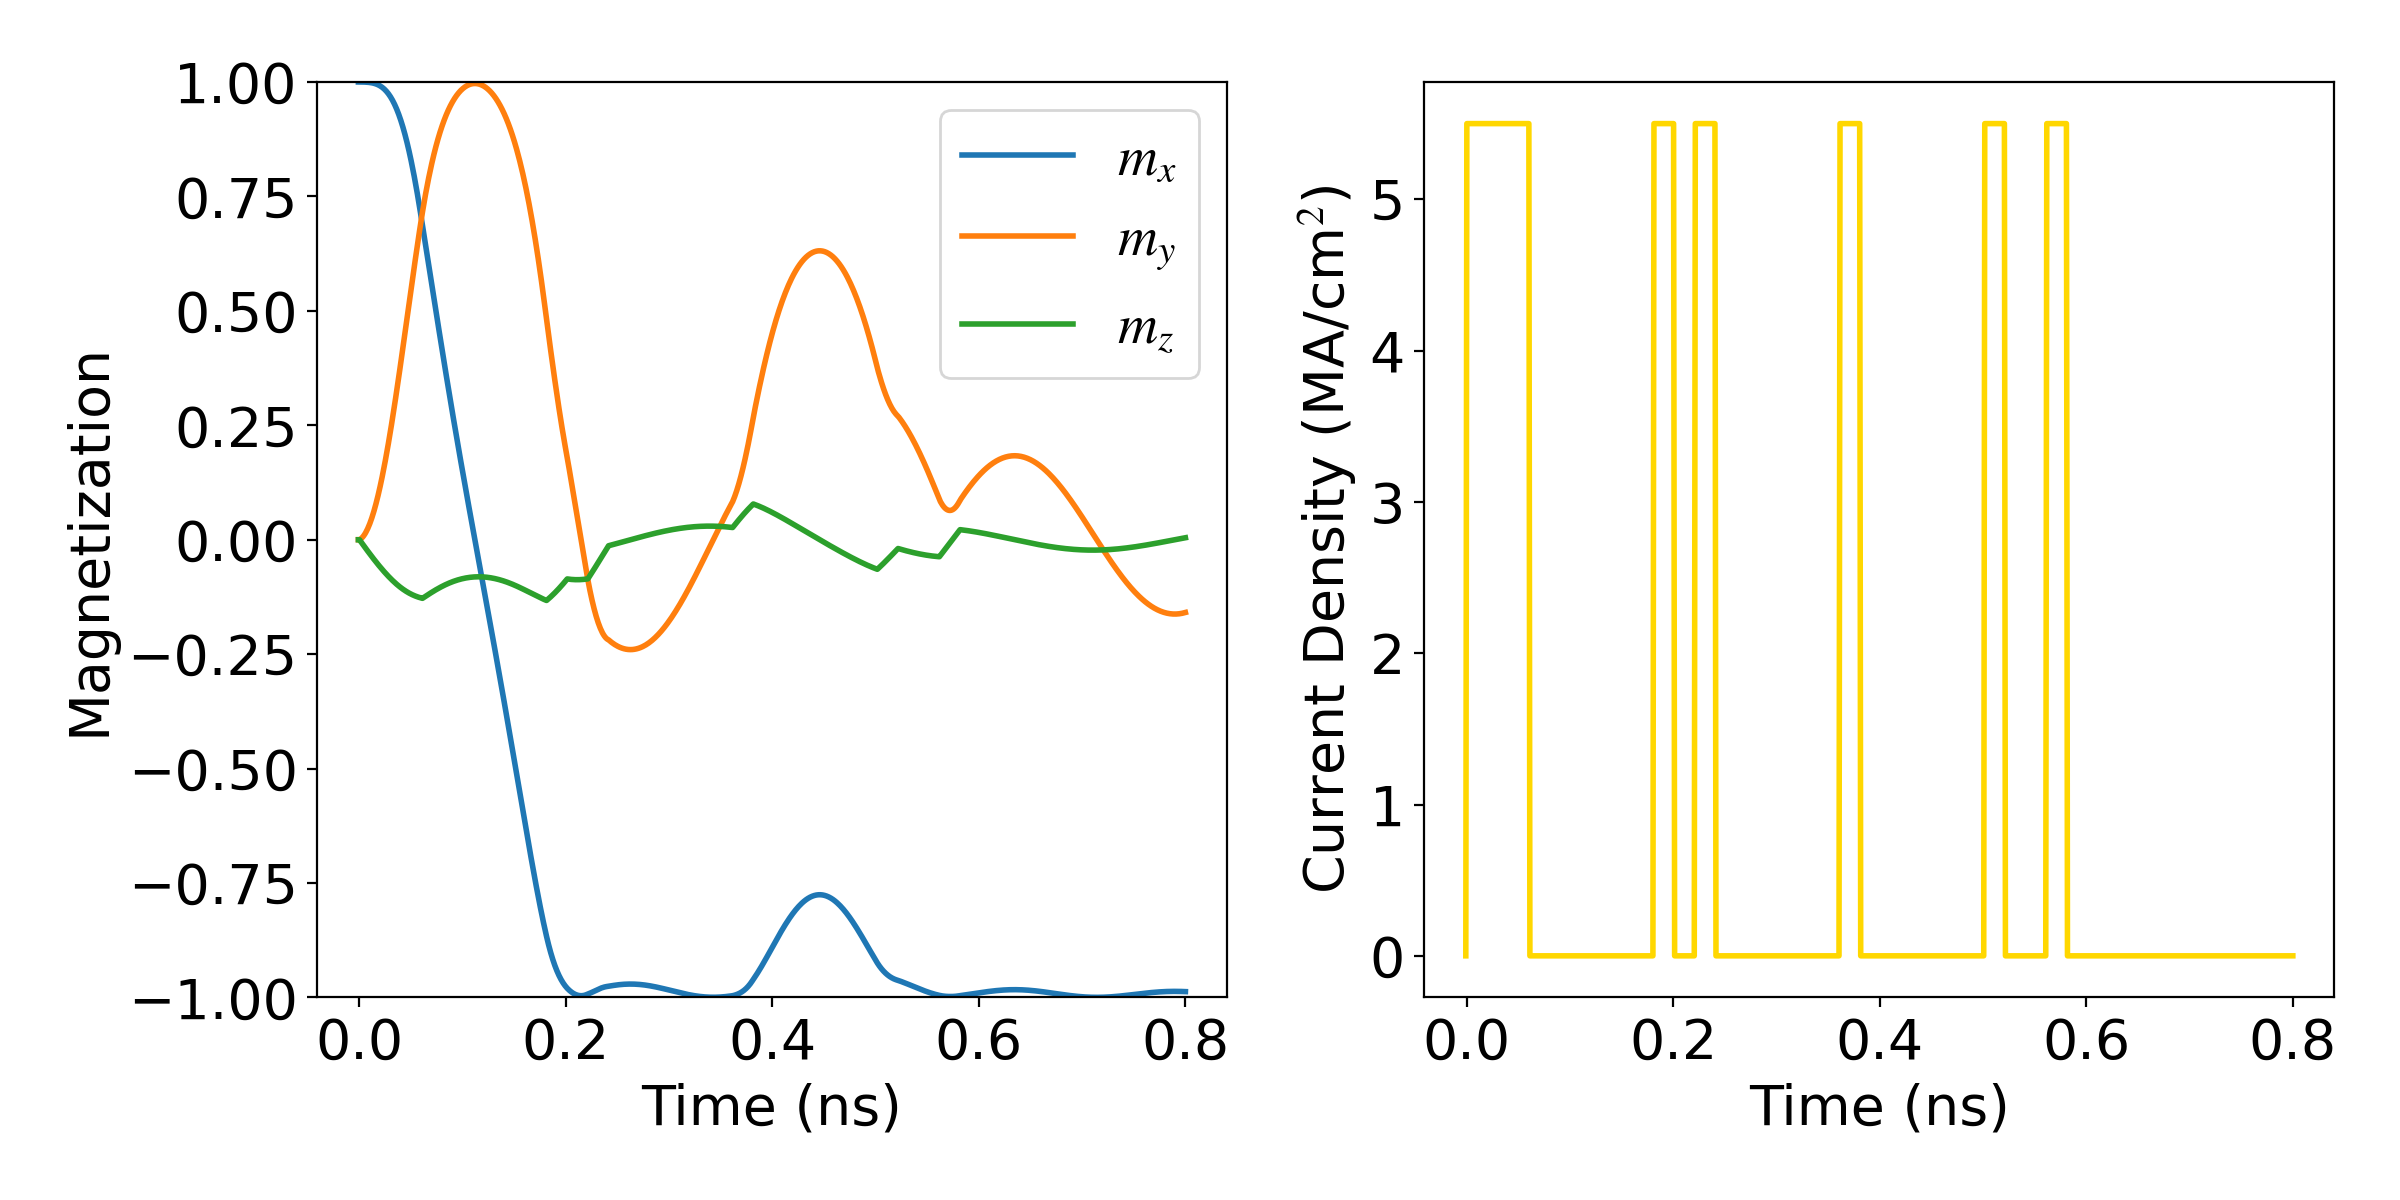 1.00
0.75
0.50
0.25
0.00
−0.25
−0.50
−0.75
−1.00
Magnetization
0.0 0.2 0.4 0.6 0.8
Time (ns)
m_x
m_y
m_z
5
4
3
2
1
0
Current Density (MA/cm²)
0.0 0.2 0.4 0.6 0.8
Time (ns)